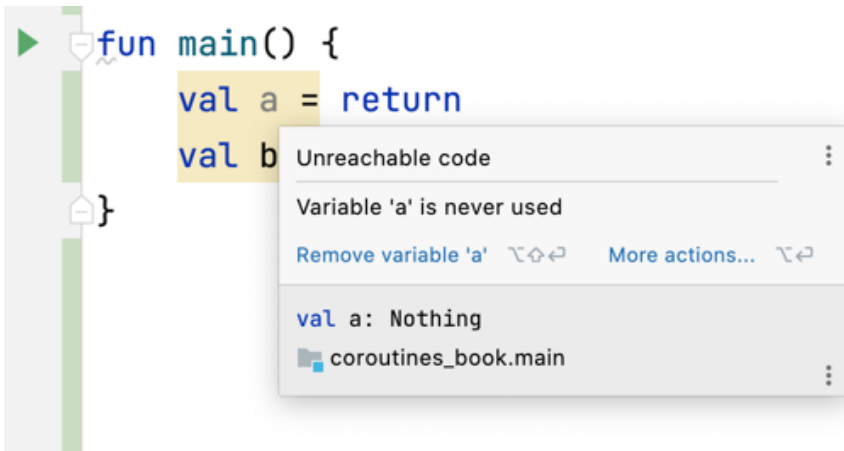 fun main() {
val a = return
val b
Unreachable code
Variable 'a' is never used
Remove variable 'a' ⌥⇧⏎ More actions... ⌥⏎
}
val a: Nothing
coroutines_book.main